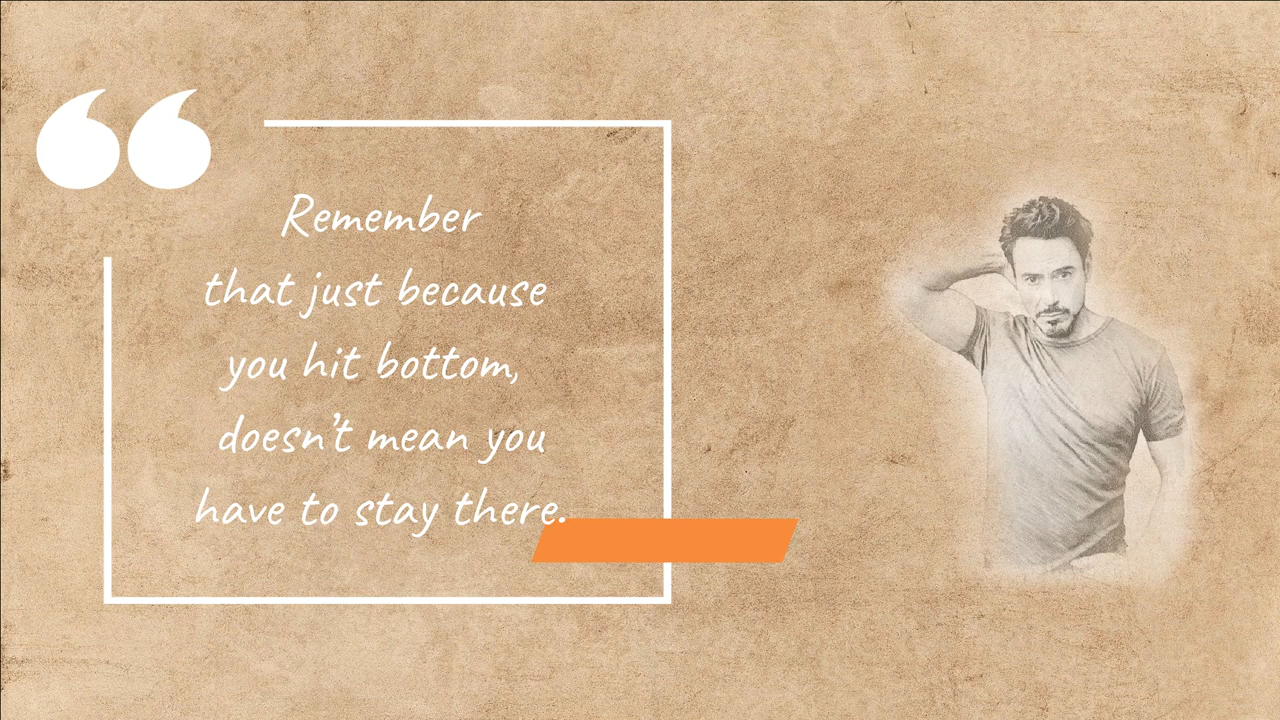 Remember
that just because
you hit bottom,
doesn't mean you
have to stay there.